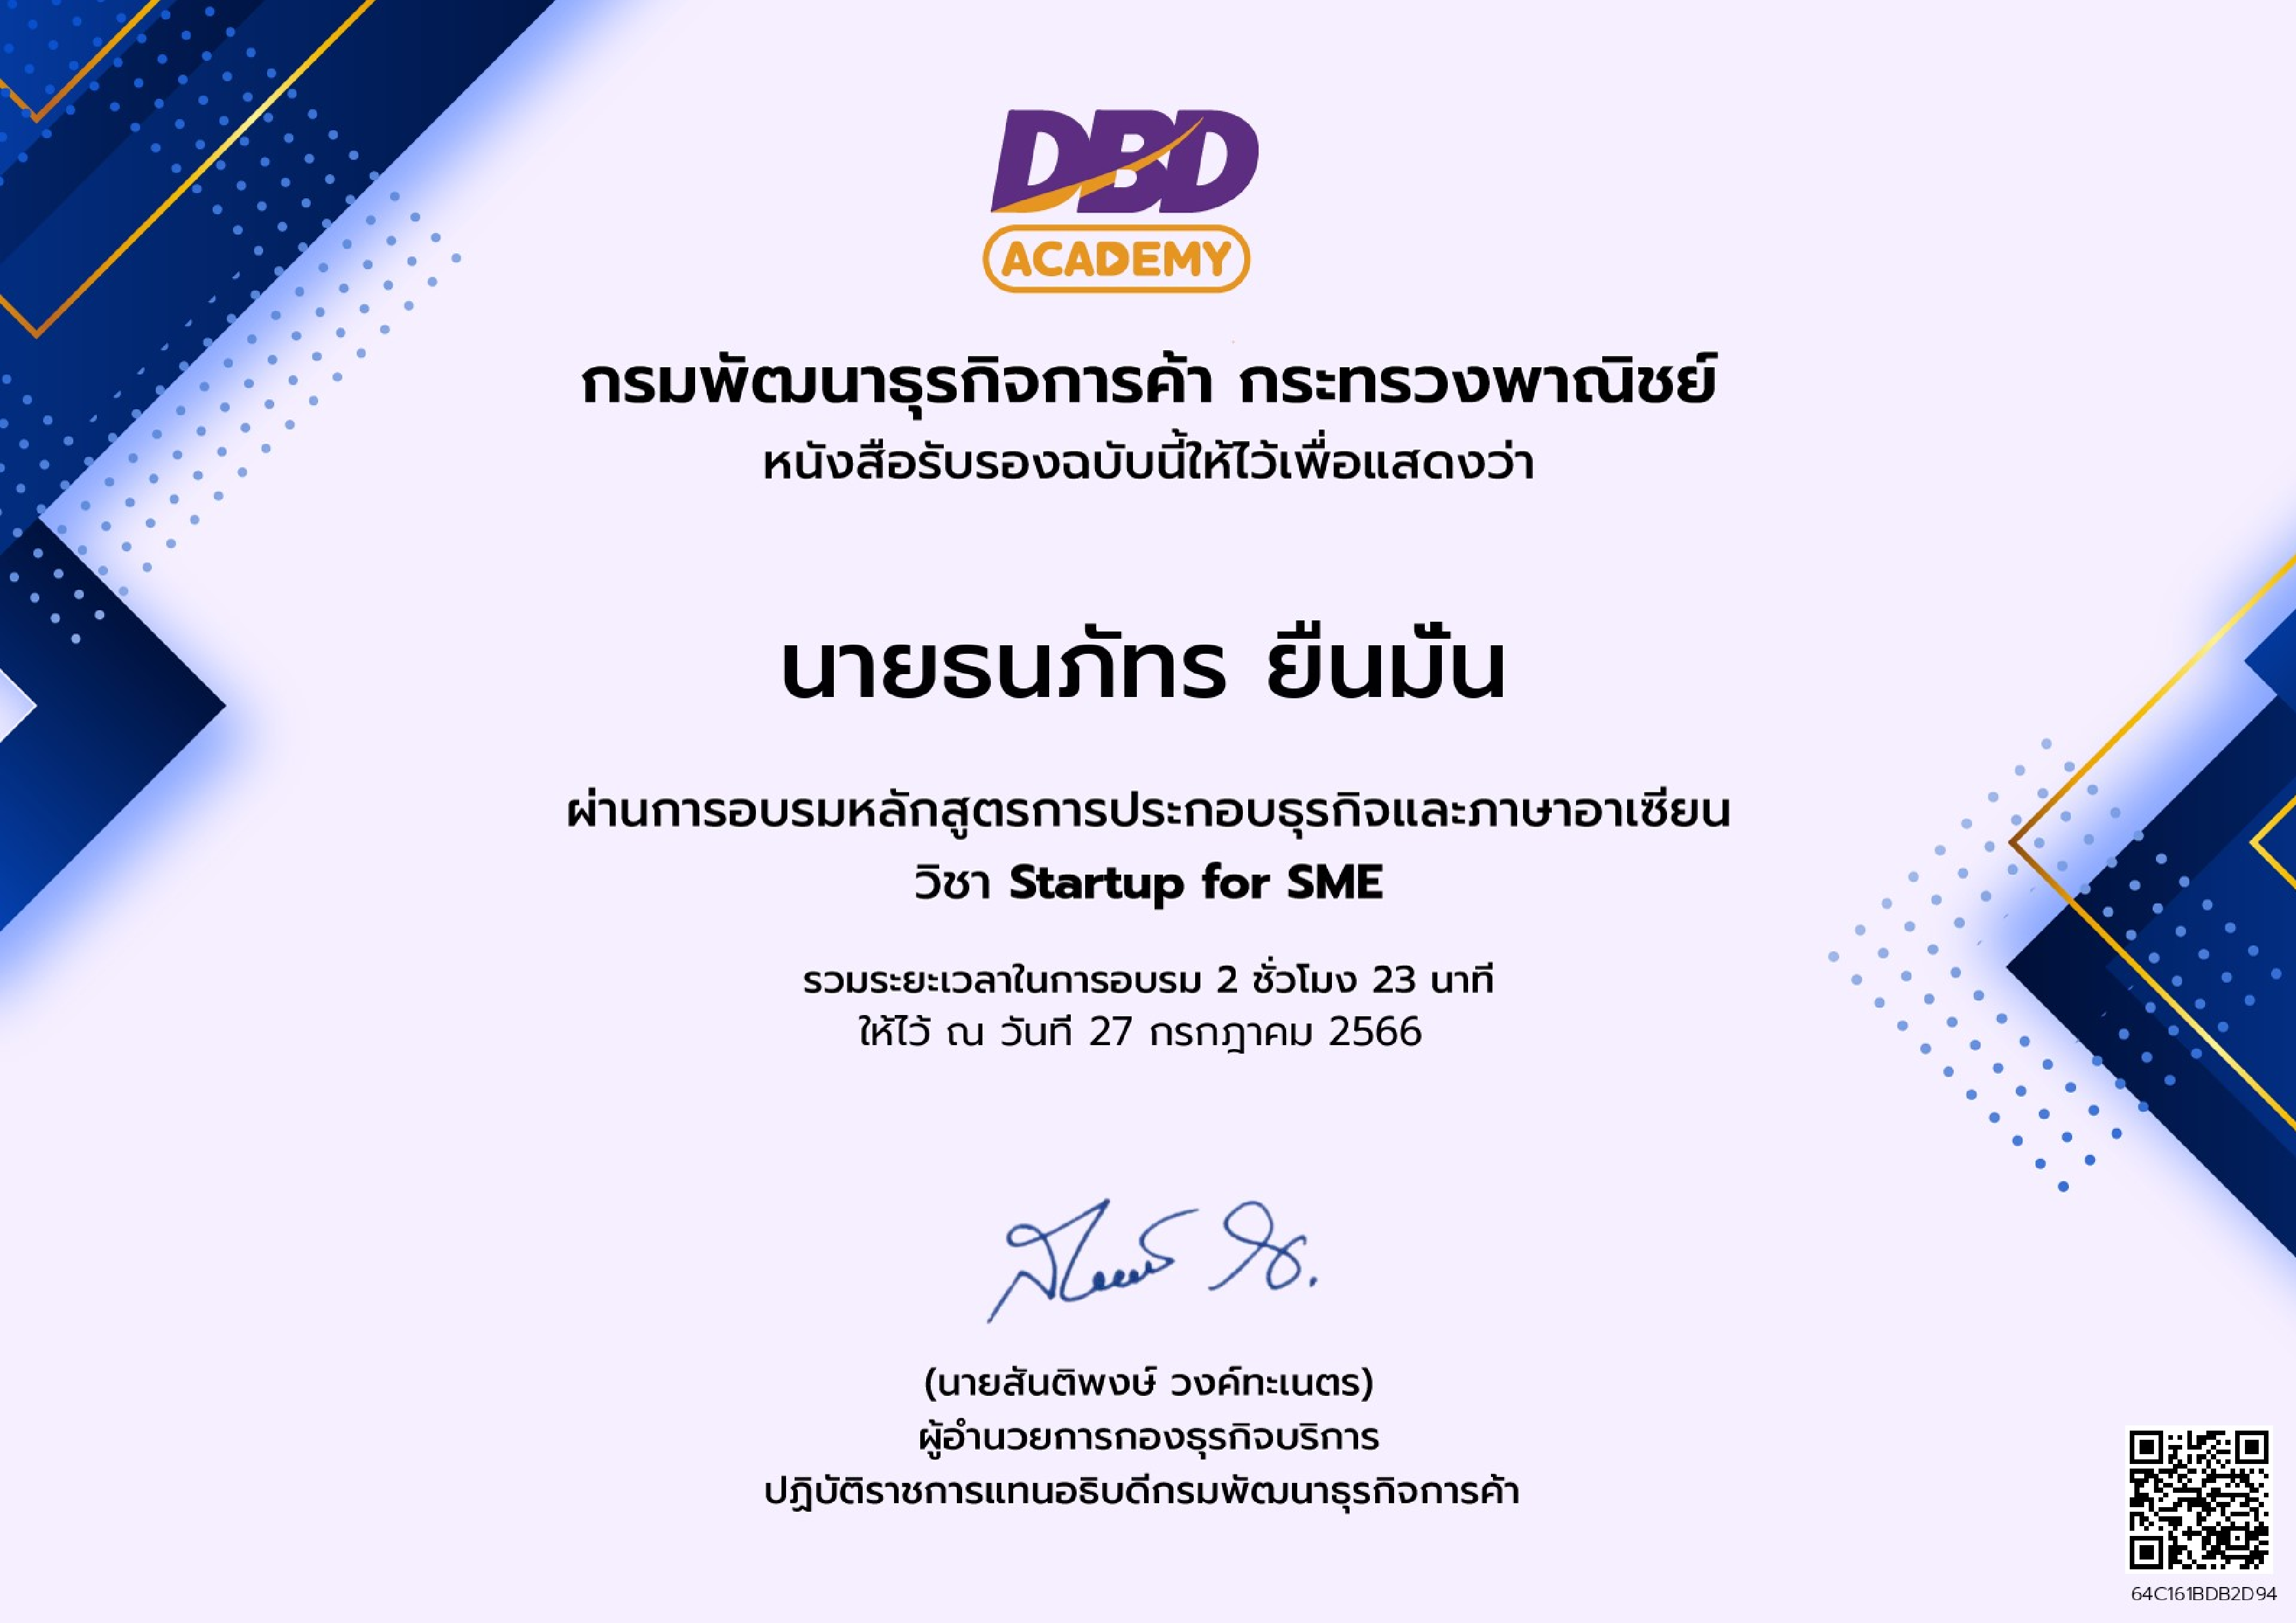 DBD
ACADEMY
กรมพัฒนาธุรกิจการค้า กระทรวงพาณิชย์
หนังสือรับรองฉบับนี้ให้ไว้เพื่อแสดงว่า
นายธนภัทร ยืนมั่น
ผ่านการอบรมหลักสูตรการประกอบธุรกิจและภาษาอาเซียน
วิชา Startup for SME
รวมระยะเวลาในการอบรม 2 ชั่วโมง 23 นาที
ให้ไว้ ณ วันที่ 27 กรกฎาคม 2566
(นายสันติพงษ์ วงค์ทะเนตร)
ผู้อำนวยการกองธุรกิจบริการ
ปฏิบัติราชการแทนอธิบดีกรมพัฒนาธุรกิจการค้า
64C161BDB2D94